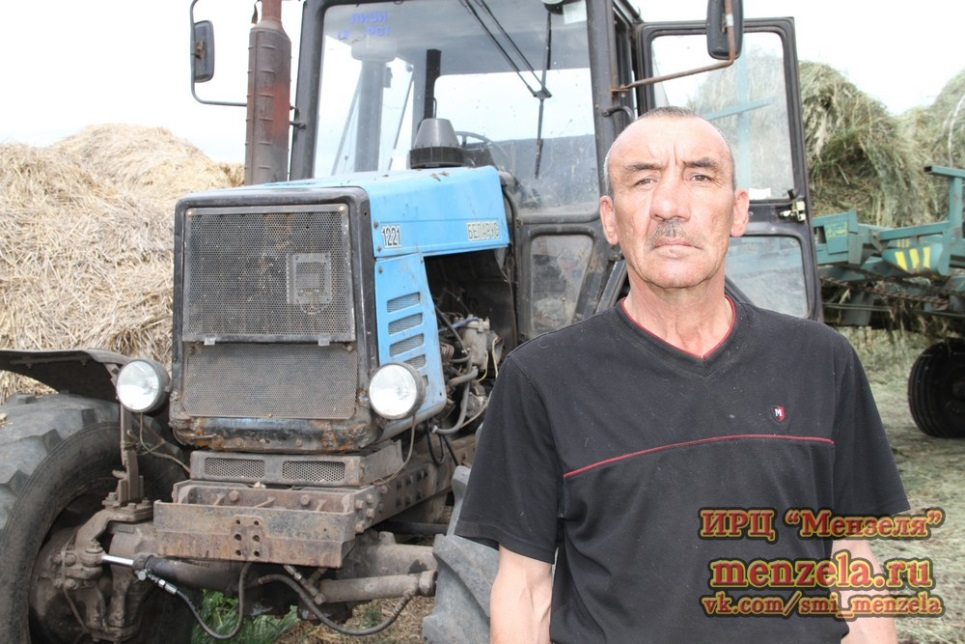 1221
БЕЛАРУС
М
ИРЦ “Мензеля”
menzela.ru
vk.com/smi_menzela